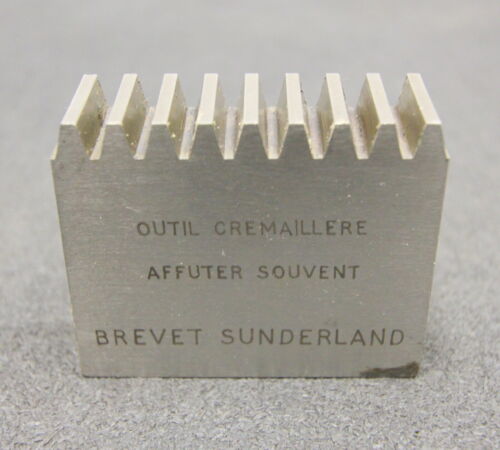 OUTIL CREMAILLERE
AFFUTER SOUVENT
BREVET SUNDERLAND